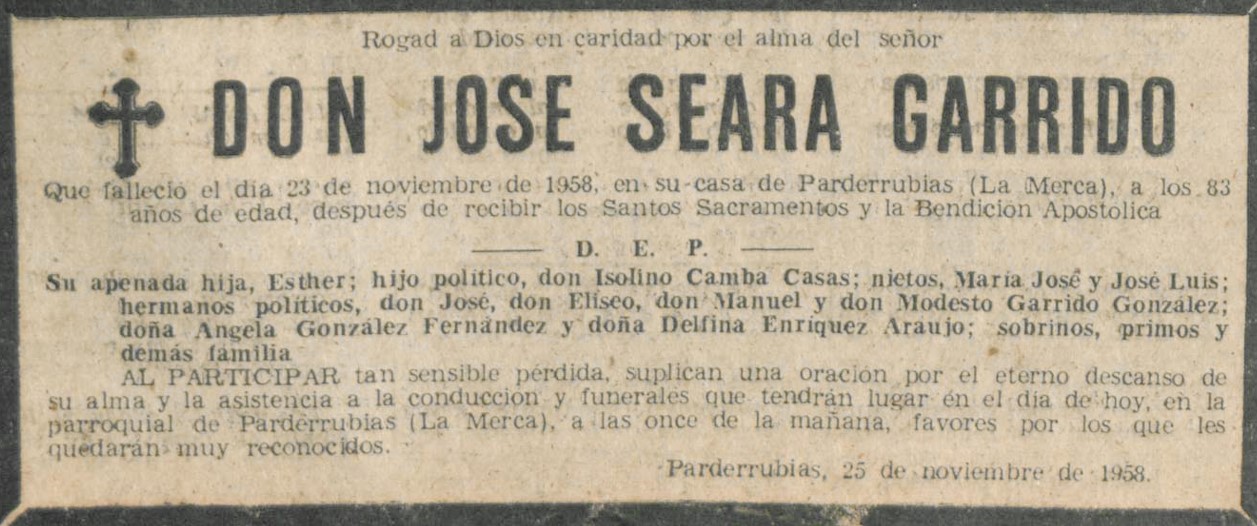 Rogad a Dios en caridad por el alma del señor
DON JOSE SEARA GARRIDO
Que falleció el día 23 de noviembre de 1958, en su casa de Parderrubias (La Merca), a los 83
años de edad, después de recibir los Santos Sacramentos y la Bendición Apostólica
D. E. P.
Su apenada hija, Esther; hijo político, don Isolino Camba Casas; nietos, María José y José Luis;
hermanos políticos, don José, don Eliseo, don Manuel y don Modesto Garrido González;
doña Angela González Fernández y doña Delfina Enríquez Araujo; sobrinos, primos y
demás familia
AL PARTICIPAR tan sensible pérdida, suplican una oración por el eterno descanso de
su alma y la asistencia a la conducción y funerales que tendrán lugar en el día de hoy, en la
parroquial de Parderrubias (La Merca), a las once de la mañana, favores por los que les
quedarán muy reconocidos.
Parderrubias, 25 de noviembre de 1958.